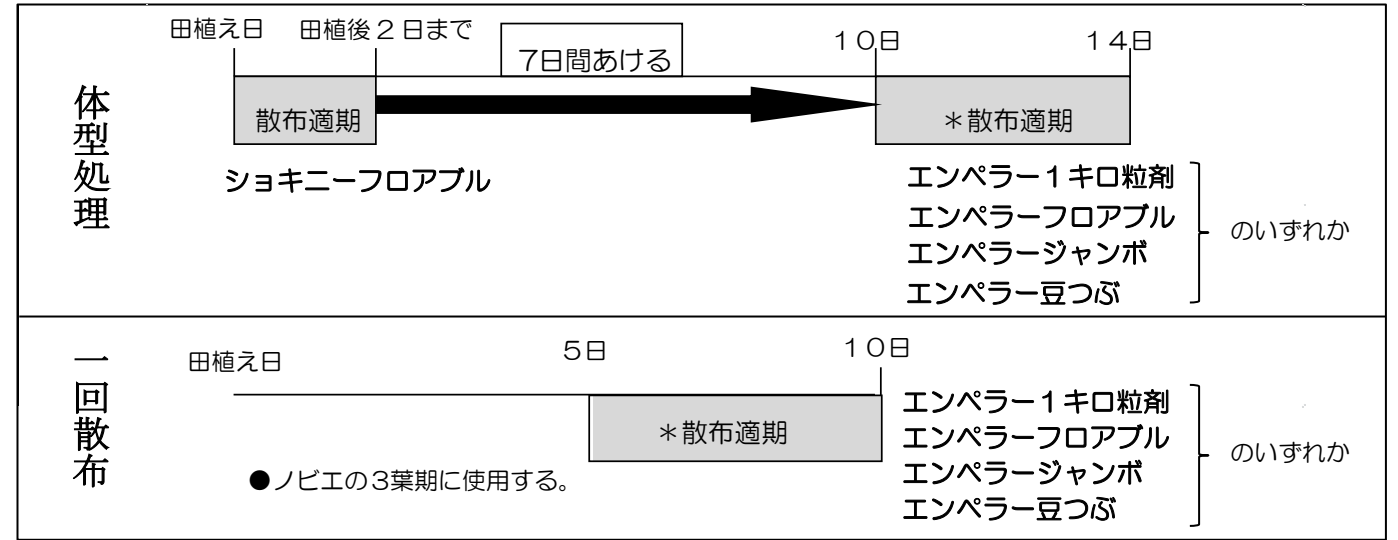 体型処理
田植え日 田植後2日まで 7日間あける 10日 14日
散布適期 *散布適期
ショキニーフロアブル
エンペラー1キロ粒剤
エンペラーフロアブル
エンペラージャンボ
エンペラー豆つぶ
のいずれか
一回散布
田植え日 5日 10日
*散布適期
●ノビエの3葉期に使用する。
エンペラー1キロ粒剤
エンペラーフロアブル
エンペラージャンボ
エンペラー豆つぶ
のいずれか